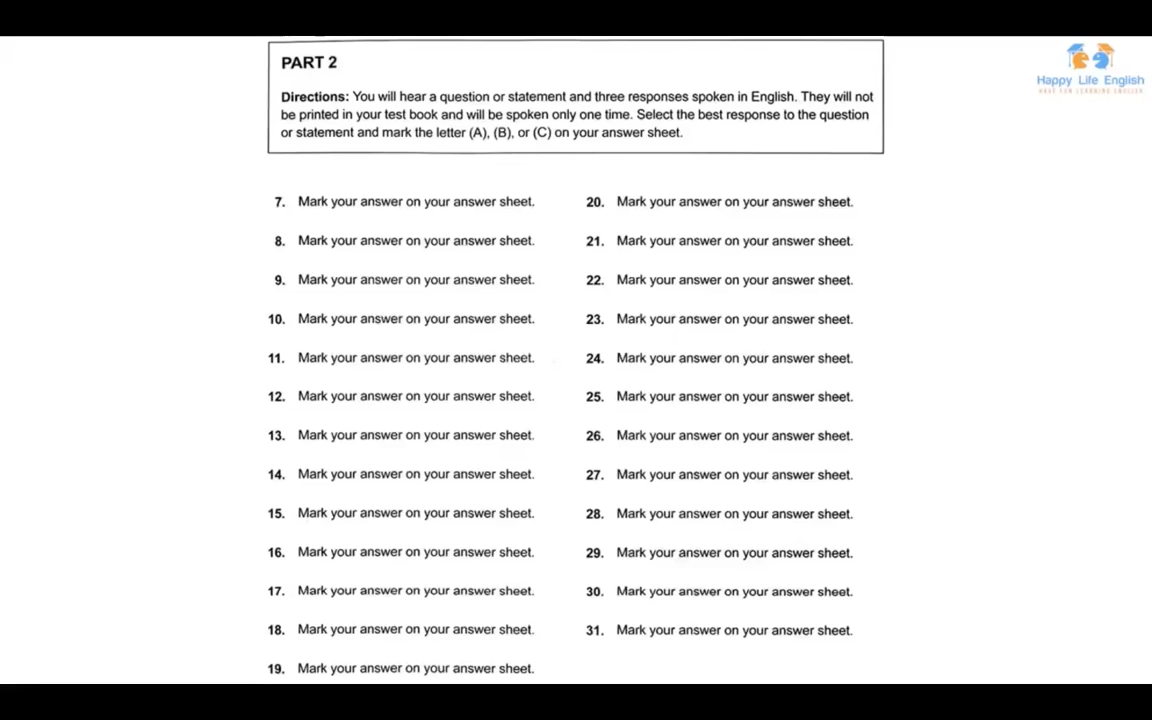 PART 2
Directions: You will hear a question or statement and three responses spoken in English. They will not
be printed in your test book and will be spoken only one time. Select the best response to the question
or statement and mark the letter (A), (B), or (C) on your answer sheet.
Happy Life English
HAVE FUN LEARNING ENGLISH
7. Mark your answer on your answer sheet.
8. Mark your answer on your answer sheet.
9. Mark your answer on your answer sheet.
10. Mark your answer on your answer sheet.
11. Mark your answer on your answer sheet.
12. Mark your answer on your answer sheet.
13. Mark your answer on your answer sheet.
14. Mark your answer on your answer sheet.
15. Mark your answer on your answer sheet.
16. Mark your answer on your answer sheet.
17. Mark your answer on your answer sheet.
18. Mark your answer on your answer sheet.
19. Mark your answer on your answer sheet.
20. Mark your answer on your answer sheet.
21. Mark your answer on your answer sheet.
22. Mark your answer on your answer sheet.
23. Mark your answer on your answer sheet.
24. Mark your answer on your answer sheet.
25. Mark your answer on your answer sheet.
26. Mark your answer on your answer sheet.
27. Mark your answer on your answer sheet.
28. Mark your answer on your answer sheet.
29. Mark your answer on your answer sheet.
30. Mark your answer on your answer sheet.
31. Mark your answer on your answer sheet.